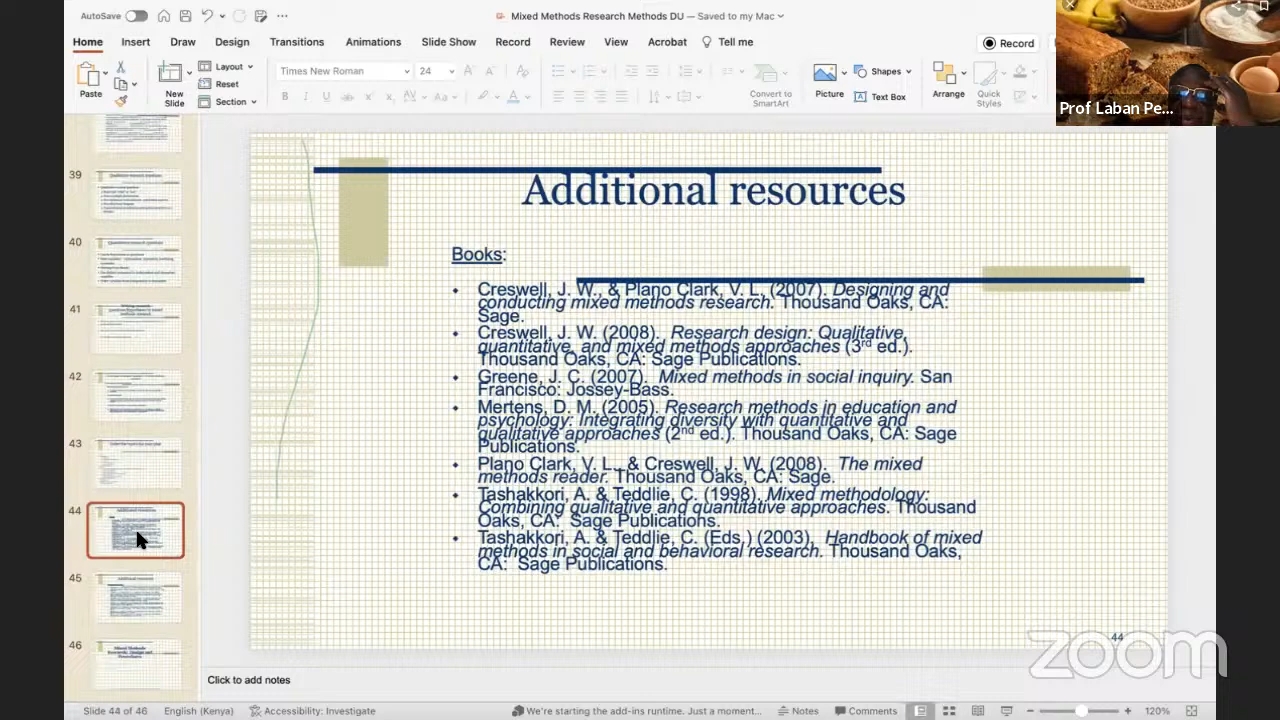 AutoSave
Mixed Methods Research Methods DU — Saved to my Mac
Home Insert Draw Design Transitions Animations Slide Show Record Review View Acrobat Tell me
Record
Paste
New
Slide
Layout
Reset
Section
Times New Roman 24
Convert to
SmartArt
Picture
Shapes
Text Box
Arrange
Quick
Styles
Prof Laban Pe...
39
40
41
42
43
44
45
46
Additional resources
Books:
• Creswell, J. W., & Plano Clark, V. L. (2007). Designing and
conducting mixed methods research. Thousand Oaks, CA:
Sage.
• Creswell, J. W. (2008). Research design: Qualitative,
quantitative, and mixed methods approaches (3rd ed.).
Thousand Oaks, CA: Sage Publications.
• Greene, J. C. (2007). Mixed methods in social inquiry. San
Francisco: Jossey-Bass.
• Mertens, D. M. (2005). Research methods in education and
psychology: Integrating diversity with quantitative and
qualitative approaches (2nd ed.). Thousand Oaks, CA: Sage
Publications.
• Plano Clark, V. L., & Creswell, J. W. (2008). The mixed
methods reader. Thousand Oaks, CA: Sage.
• Tashakkori, A. & Teddlie, C. (1998). Mixed methodology:
Combining qualitative and quantitative approaches. Thousand
Oaks, CA: Sage Publications.
• Tashakkori, A. & Teddlie, C. (Eds.) (2003). Handbook of mixed
methods in social and behavioral research. Thousand Oaks,
CA: Sage Publications.
44
zoom
Click to add notes
Slide 44 of 46 English (Kenya) Accessibility: Investigate We're starting the add-ins runtime. Just a moment... Notes Comments 120%